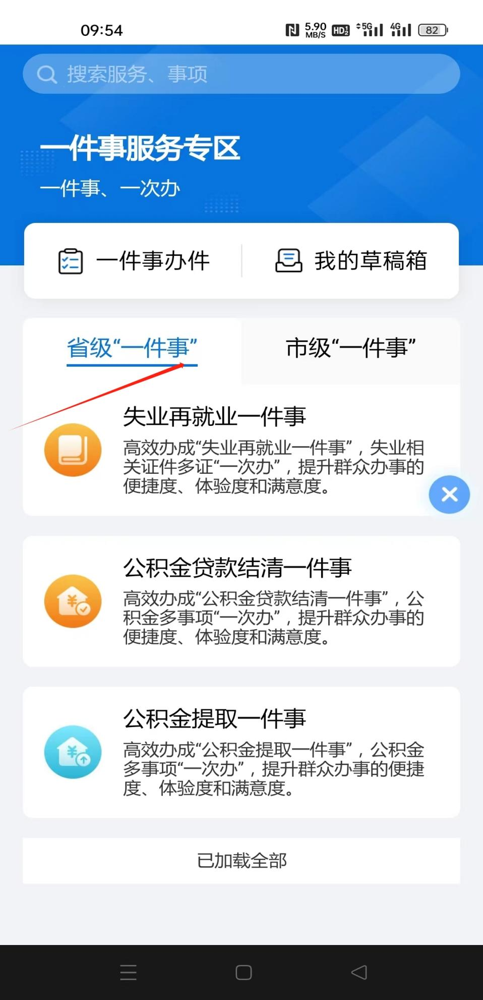 09:54
5.90
MB/S
HD 1 2
5G
4G
82
搜索服务、事项
一件事服务专区
一件事、一次办
一件事办件
我的草稿箱
省级“一件事”
市级“一件事”
失业再就业一件事
高效办成“失业再就业一件事”，失业相
关证件多证“一次办”，提升群众办事的
便捷度、体验度和满意度。
公积金贷款结清一件事
高效办成“公积金贷款结清一件事”，公
积金多事项“一次办”，提升群众办事的
便捷度、体验度和满意度。
公积金提取一件事
高效办成“公积金提取一件事”，公积金
多事项“一次办”，提升群众办事的便捷
度、体验度和满意度。
已加载全部